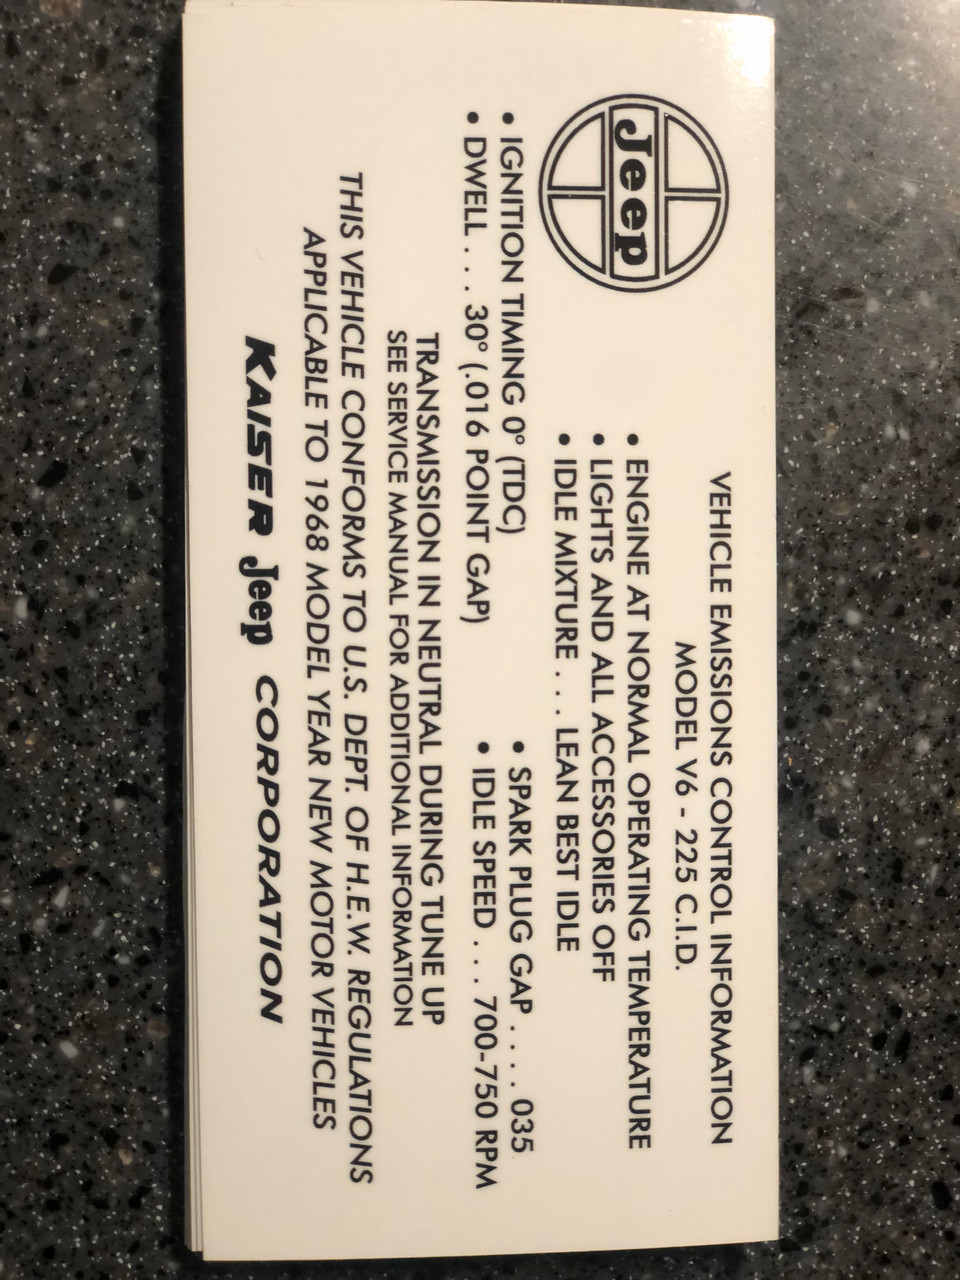 VEHICLE EMISSIONS CONTROL INFORMATION
MODEL V6 - 225 C.I.D.
Jeep
• ENGINE AT NORMAL OPERATING TEMPERATURE
• LIGHTS AND ALL ACCESSORIES OFF
• IDLE MIXTURE . . . LEAN BEST IDLE
• IGNITION TIMING 0° (TDC)
• SPARK PLUG GAP . . . . 035
• DWELL . . . 30° (.016 POINT GAP)
• IDLE SPEED . . . 700-750 RPM
TRANSMISSION IN NEUTRAL DURING TUNE UP
SEE SERVICE MANUAL FOR ADDITIONAL INFORMATION
THIS VEHICLE CONFORMS TO U.S. DEPT. OF H.E.W. REGULATIONS
APPLICABLE TO 1968 MODEL YEAR NEW MOTOR VEHICLES
KAISER Jeep CORPORATION